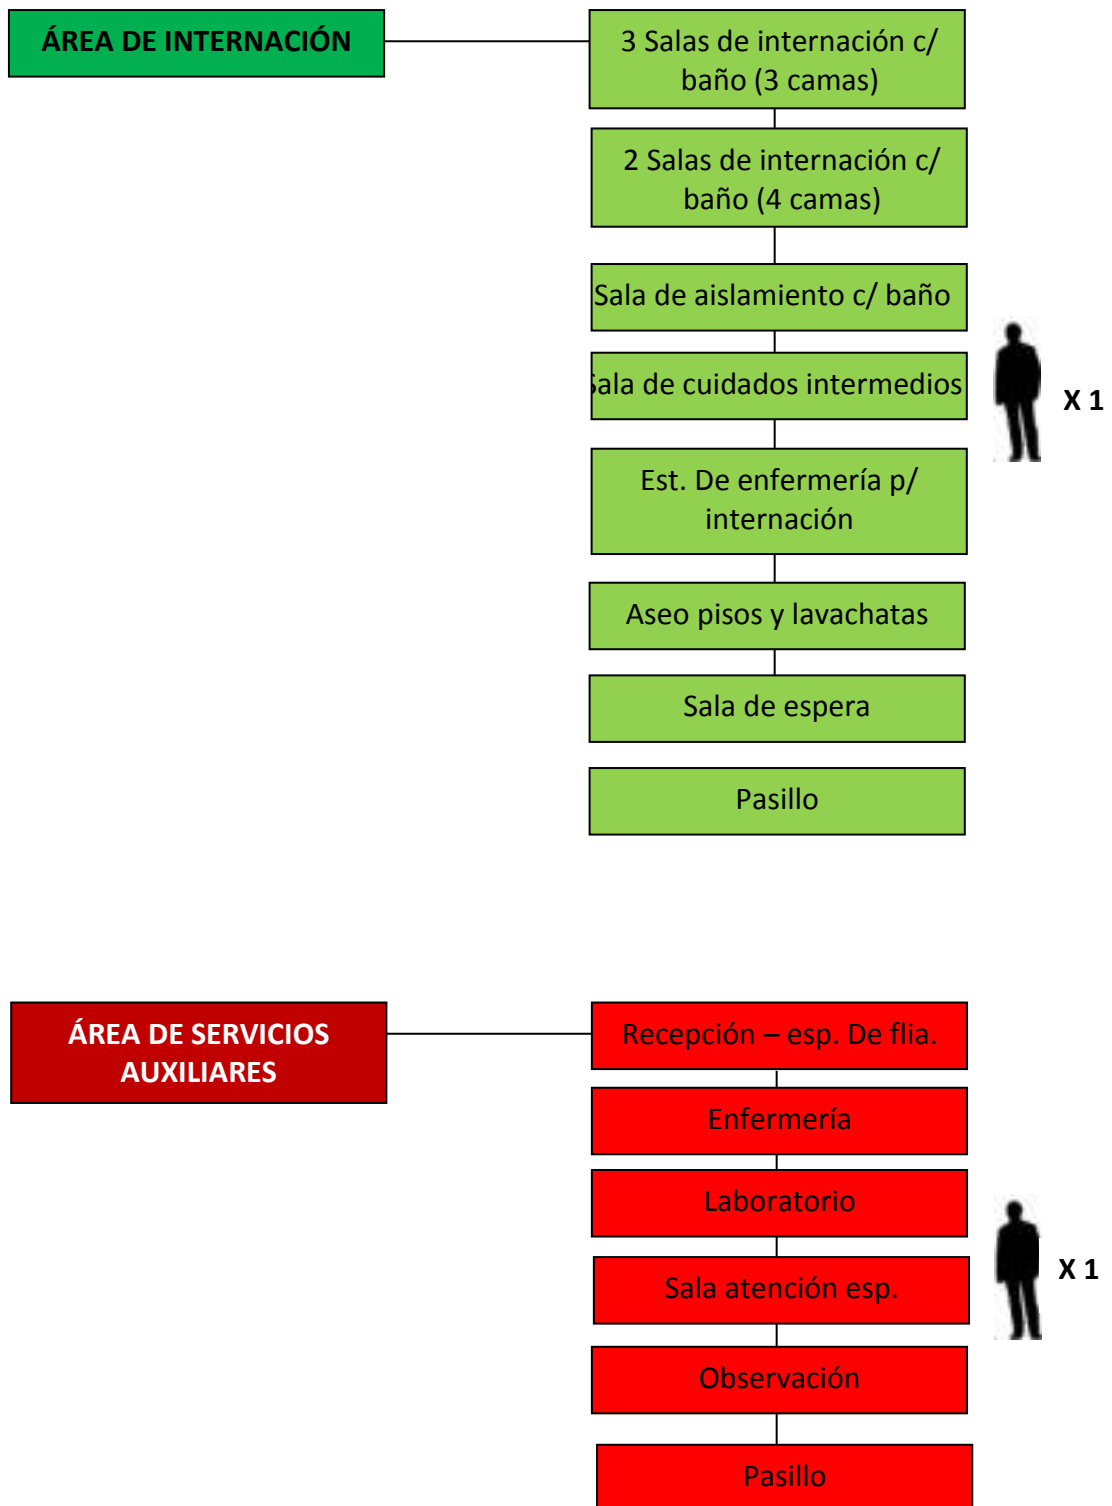 ÁREA DE INTERNACIÓN
3 Salas de internación c/
baño (3 camas)
2 Salas de internación c/
baño (4 camas)
Sala de aislamiento c/ baño
Sala de cuidados intermedios
X 1
Est. De enfermería p/
internación
Aseo pisos y lavachatas
Sala de espera
Pasillo
ÁREA DE SERVICIOS
AUXILIARES
Recepción – esp. De flia.
Enfermería
Laboratorio
Sala atención esp.
X 1
Observación
Pasillo